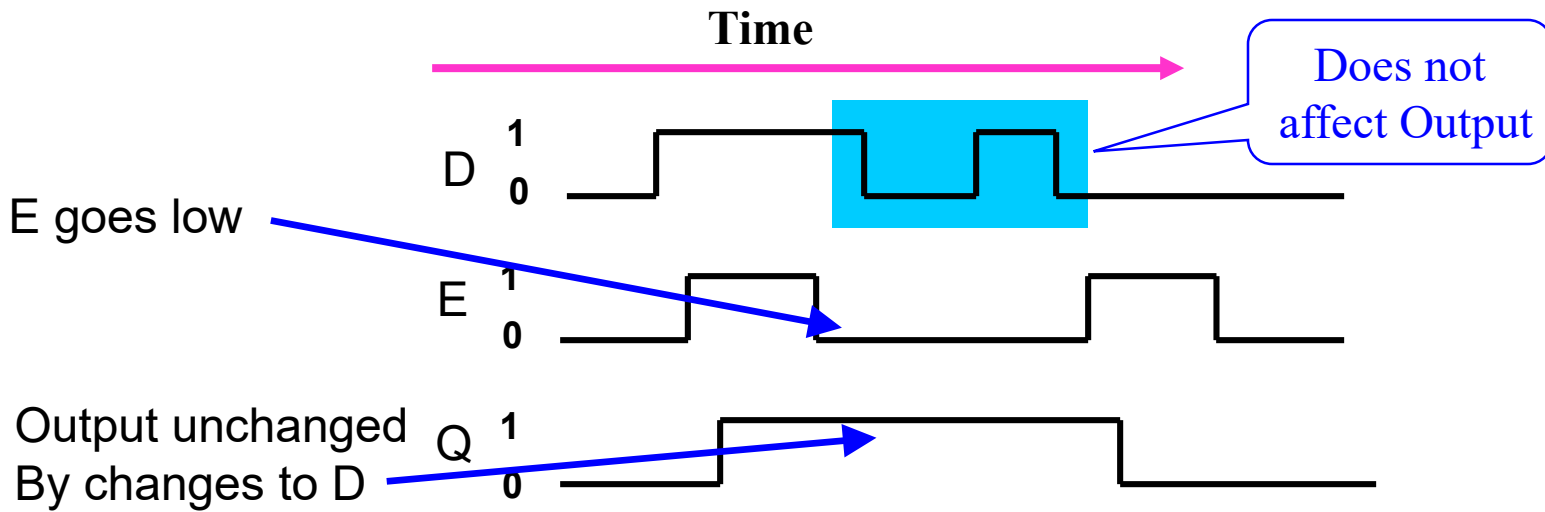 Time
Does not
affect Output
D
1
0
E goes low
E
1
0
Output unchanged
By changes to D
Q
1
0